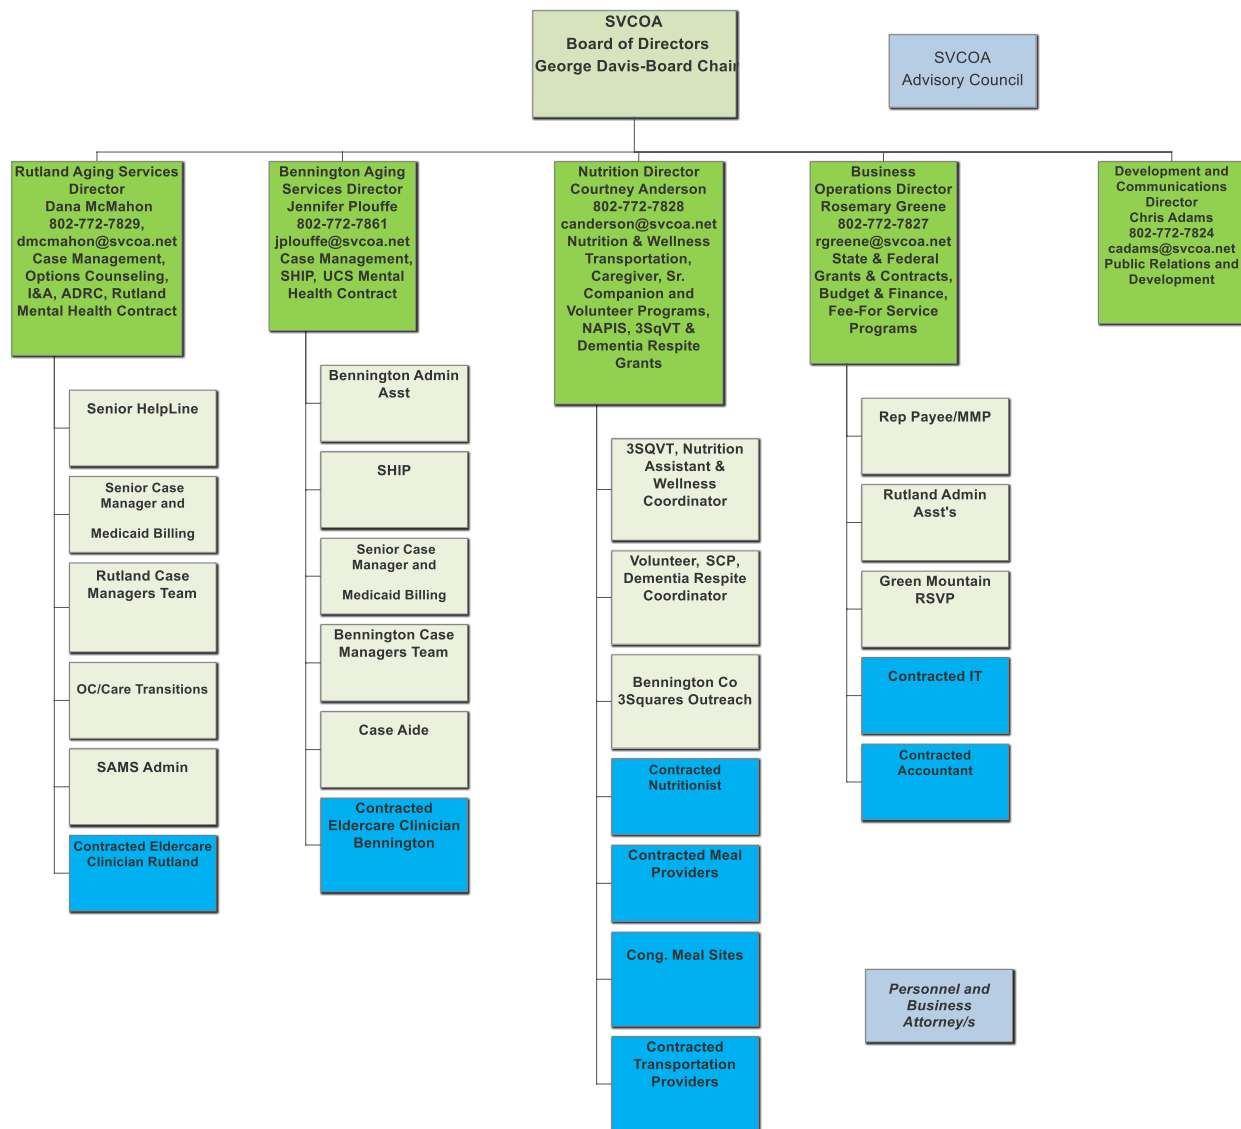 SVCOA
Board of Directors
George Davis-Board Chair
SVCOA
Advisory Council
Rutland Aging Services
Director
Dana McMahon
802-772-7829,
dmcmahon@svcoa.net
Case Management,
Options Counseling,
I&A, ADRC, Rutland
Mental Health Contract
Bennington Aging
Services Director
Jennifer Plouffe
802-772-7861
jplouffe@svcoa.net
Case Management,
SHIP, UCS Mental
Health Contract
Nutrition Director
Courtney Anderson
802-772-7828
canderson@svcoa.net
Nutrition & Wellness
Transportation,
Caregiver, Sr.
Companion and
Volunteer Programs,
NAPIS, 3SqVT &
Dementia Respite
Grants
Business
Operations Director
Rosemary Greene
802-772-7827
rgreene@svcoa.net
State & Federal
Grants & Contracts,
Budget & Finance,
Fee-For Service
Programs
Development and
Communications
Director
Chris Adams
802-772-7824
cadams@svcoa.net
Public Relations and
Development
Senior HelpLine
Senior Case
Manager and
Medicaid Billing
Rutland Case
Managers Team
OC/Care Transitions
SAMS Admin
Contracted Eldercare
Clinician Rutland
Bennington Admin
Asst
SHIP
Senior Case
Manager and
Medicaid Billing
Bennington Case
Managers Team
Case Aide
Contracted
Eldercare Clinician
Bennington
3SQVT, Nutrition
Assistant &
Wellness
Coordinator
Volunteer, SCP,
Dementia Respite
Coordinator
Bennington Co
3Squares Outreach
Contracted
Nutritionist
Contracted Meal
Providers
Cong. Meal Sites
Contracted
Transportation
Providers
Rep Payee/MMP
Rutland Admin
Asst's
Green Mountain
RSVP
Contracted IT
Contracted
Accountant
Personnel and
Business
Attorney/s